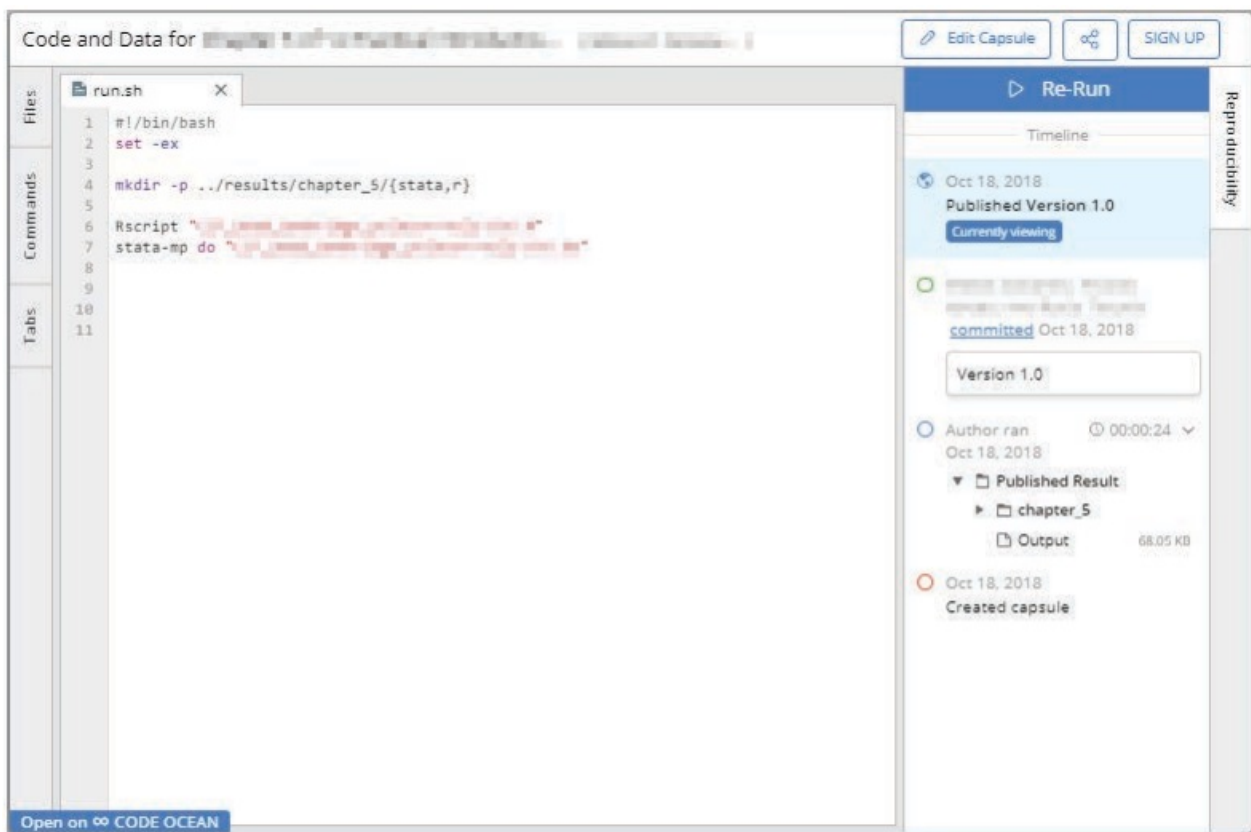 Code and Data for
Edit Capsule
SIGN UP
Files
Commands
Tabs
run.sh
1 #!/bin/bash
2 set -ex
3
4 mkdir -p ../results/chapter_5/{stata,r}
5
6 Rscript "
7 stata-mp do "
8
9
10
11
Re-Run
Timeline
Oct 18, 2018
Published Version 1.0
Currently viewing
committed Oct 18, 2018
Version 1.0
Author ran 00:00:24
Oct 18, 2018
Published Result
chapter_5
Output 68.05 KB
Oct 18, 2018
Created capsule
Reproducibility
Open on CODE OCEAN